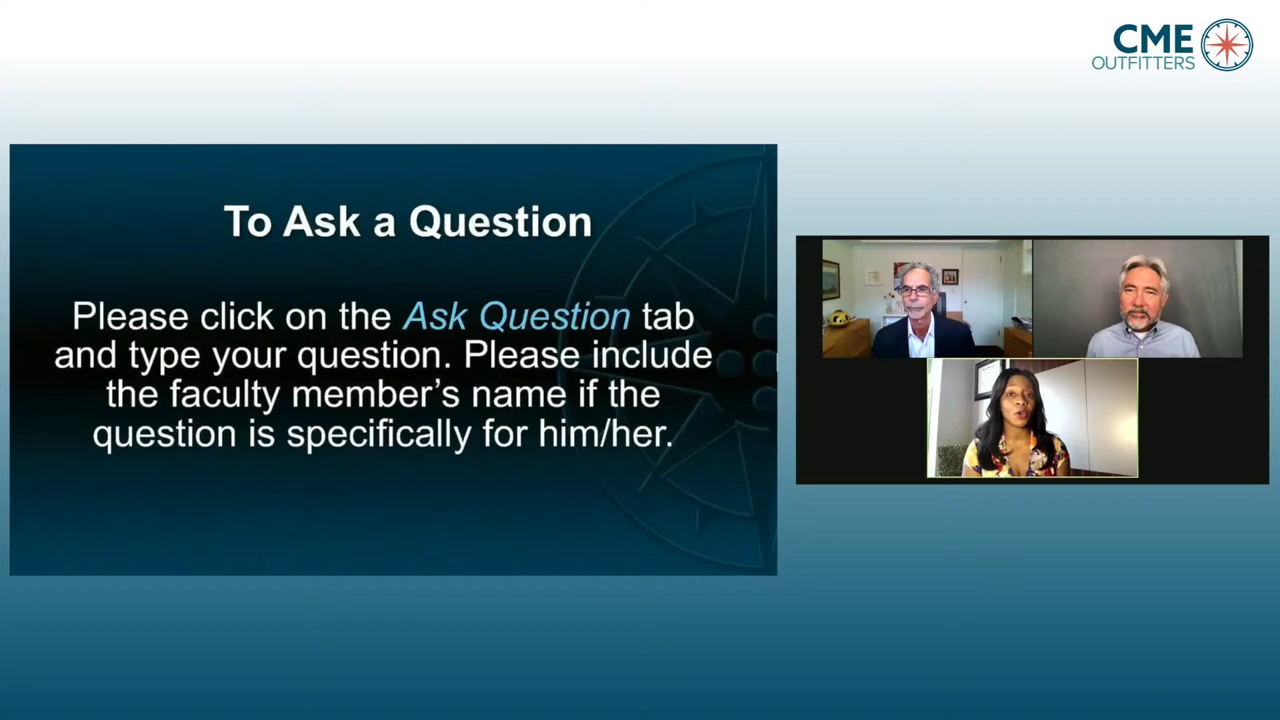 CME
OUTFITTERS
To Ask a Question
Please click on the Ask Question tab
and type your question. Please include
the faculty member’s name if the
question is specifically for him/her.